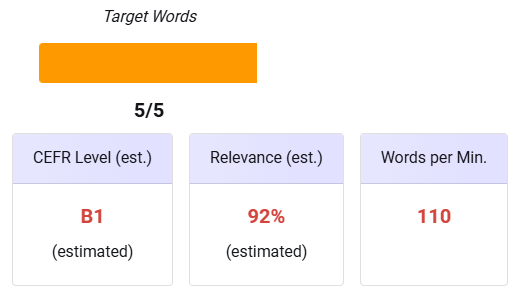 Target Words
5/5
CEFR Level (est.)
B1
(estimated)
Relevance (est.)
92%
(estimated)
Words per Min.
110